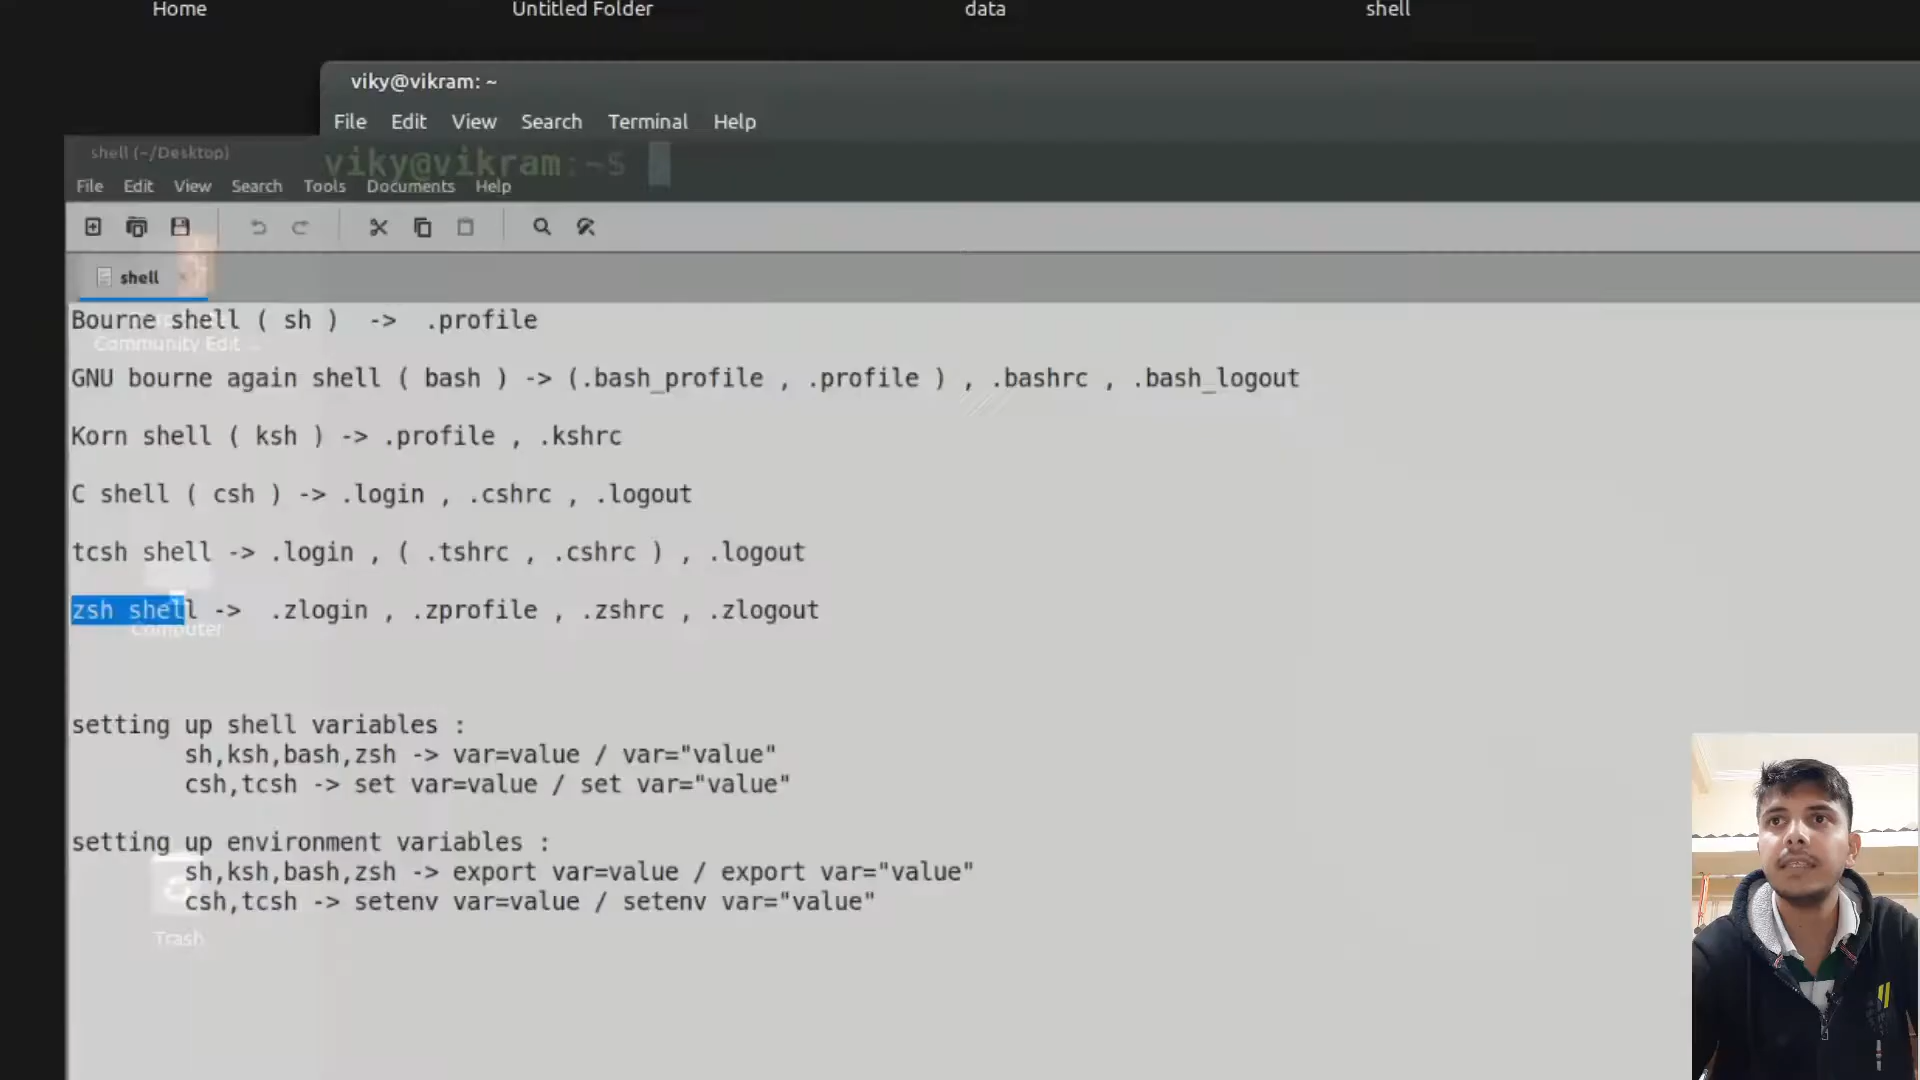 Home Untitled Folder data shell
viky@vikram: ~
File Edit View Search Terminal Help
shell (~/Desktop)
viky@vikram:~$
File Edit View Search Tools Documents Help
shell
Bourne shell ( sh )  ->  .profile
Community Edit ...
GNU bourne again shell ( bash ) -> (.bash_profile , .profile ) , .bashrc , .bash_logout
Korn shell ( ksh ) -> .profile , .kshrc
C shell ( csh ) -> .login , .cshrc , .logout
tcsh shell -> .login , ( .tshrc , .cshrc ) , .logout
zsh shell ->  .zlogin , .zprofile , .zshrc , .zlogout
Computer
setting up shell variables :
sh,ksh,bash,zsh -> var=value / var="value"
csh,tcsh -> set var=value / set var="value"
setting up environment variables :
sh,ksh,bash,zsh -> export var=value / export var="value"
csh,tcsh -> setenv var=value / setenv var="value"
Trash